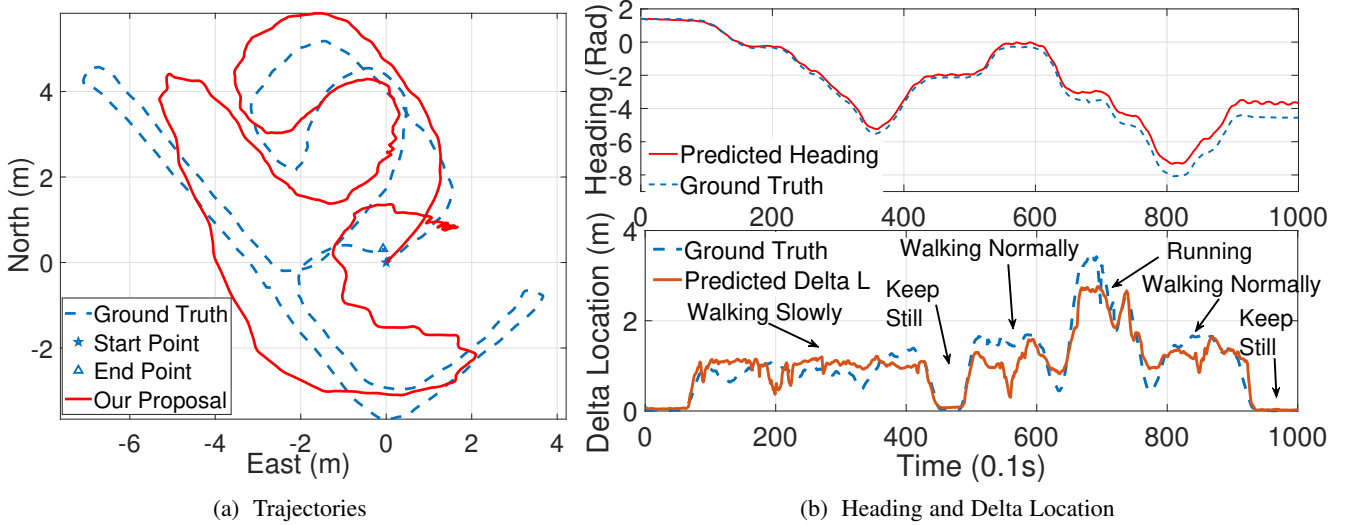 4
2
0
-2
North (m)
-6
-4
-2
0
2
4
East (m)
Ground Truth
Start Point
End Point
Our Proposal
(a) Trajectories
2
0
-2
-4
-6
-8
Heading (Rad)
Predicted Heading
Ground Truth
0
200
400
600
800
1000
4
2
0
Delta Location (m)
Ground Truth
Predicted Delta L
Walking Slowly
Keep
Still
Walking Normally
Running
Walking Normally
Keep
Still
0
200
400
600
800
1000
Time (0.1s)
(b) Heading and Delta Location